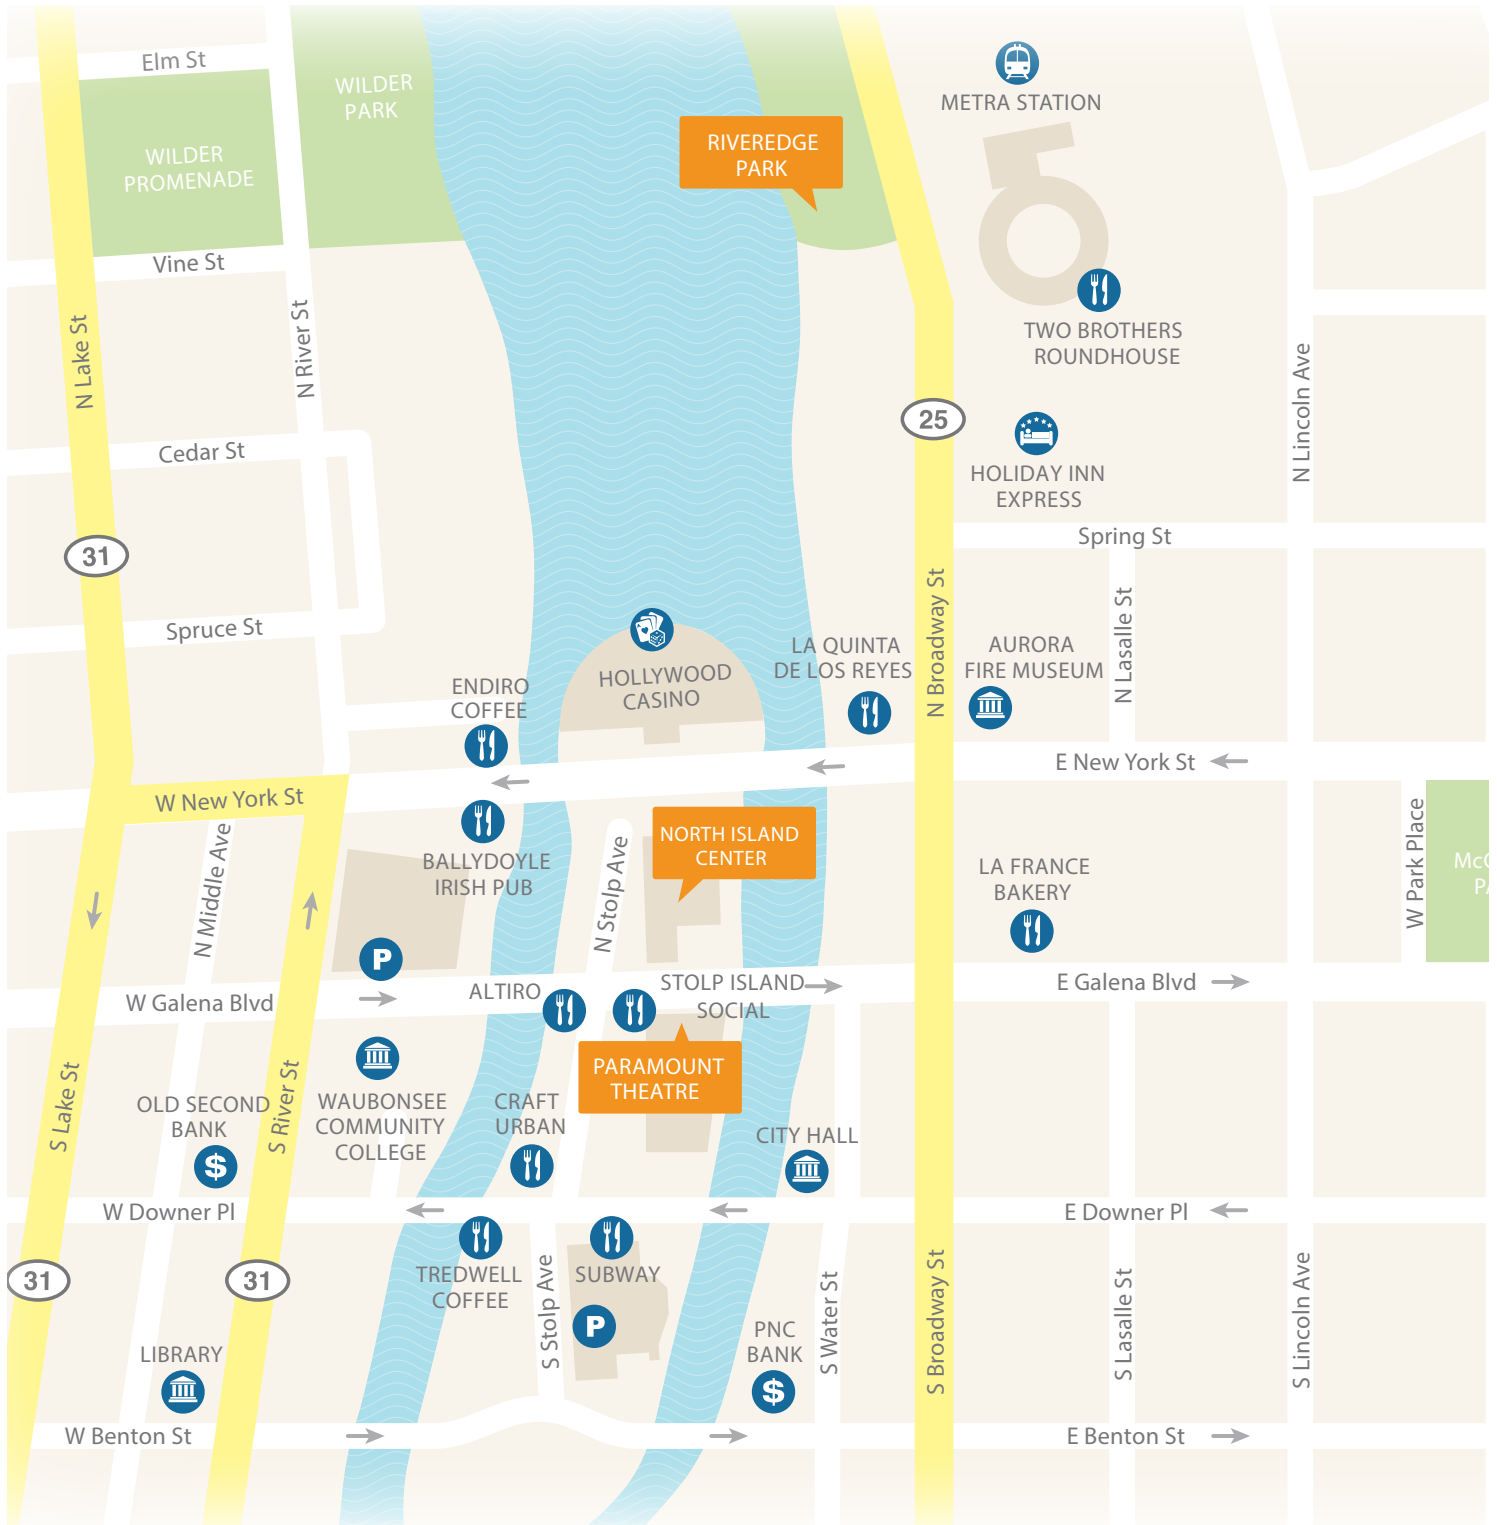 Elm St
WILDER
PARK
METRA STATION
RIVEREDGE
PARK
WILDER
PROMENADE
Vine St
N Lake St
N River St
TWO BROTHERS
ROUNDHOUSE
25
N Lincoln Ave
Cedar St
HOLIDAY INN
EXPRESS
31
Spring St
N Broadway St
N Lasalle St
Spruce St
LA QUINTA
DE LOS REYES
AURORA
FIRE MUSEUM
HOLLYWOOD
CASINO
ENDIRO
COFFEE
E New York St
W New York St
N Middle Ave
BALLYDOYLE
IRISH PUB
N Stolp Ave
NORTH ISLAND
CENTER
LA FRANCE
BAKERY
W Park Place
P
W Galena Blvd
ALTIRO
STOLP ISLAND
SOCIAL
E Galena Blvd
PARAMOUNT
THEATRE
S Lake St
S River St
OLD SECOND
BANK
$
WAUBONSEE
COMMUNITY
COLLEGE
CRAFT
URBAN
CITY HALL
W Downer Pl
E Downer Pl
31
31
TREDWELL
COFFEE
S Stolp Ave
SUBWAY
P
PNC
BANK
$
S Water St
S Broadway St
S Lasalle St
S Lincoln Ave
LIBRARY
W Benton St
E Benton St